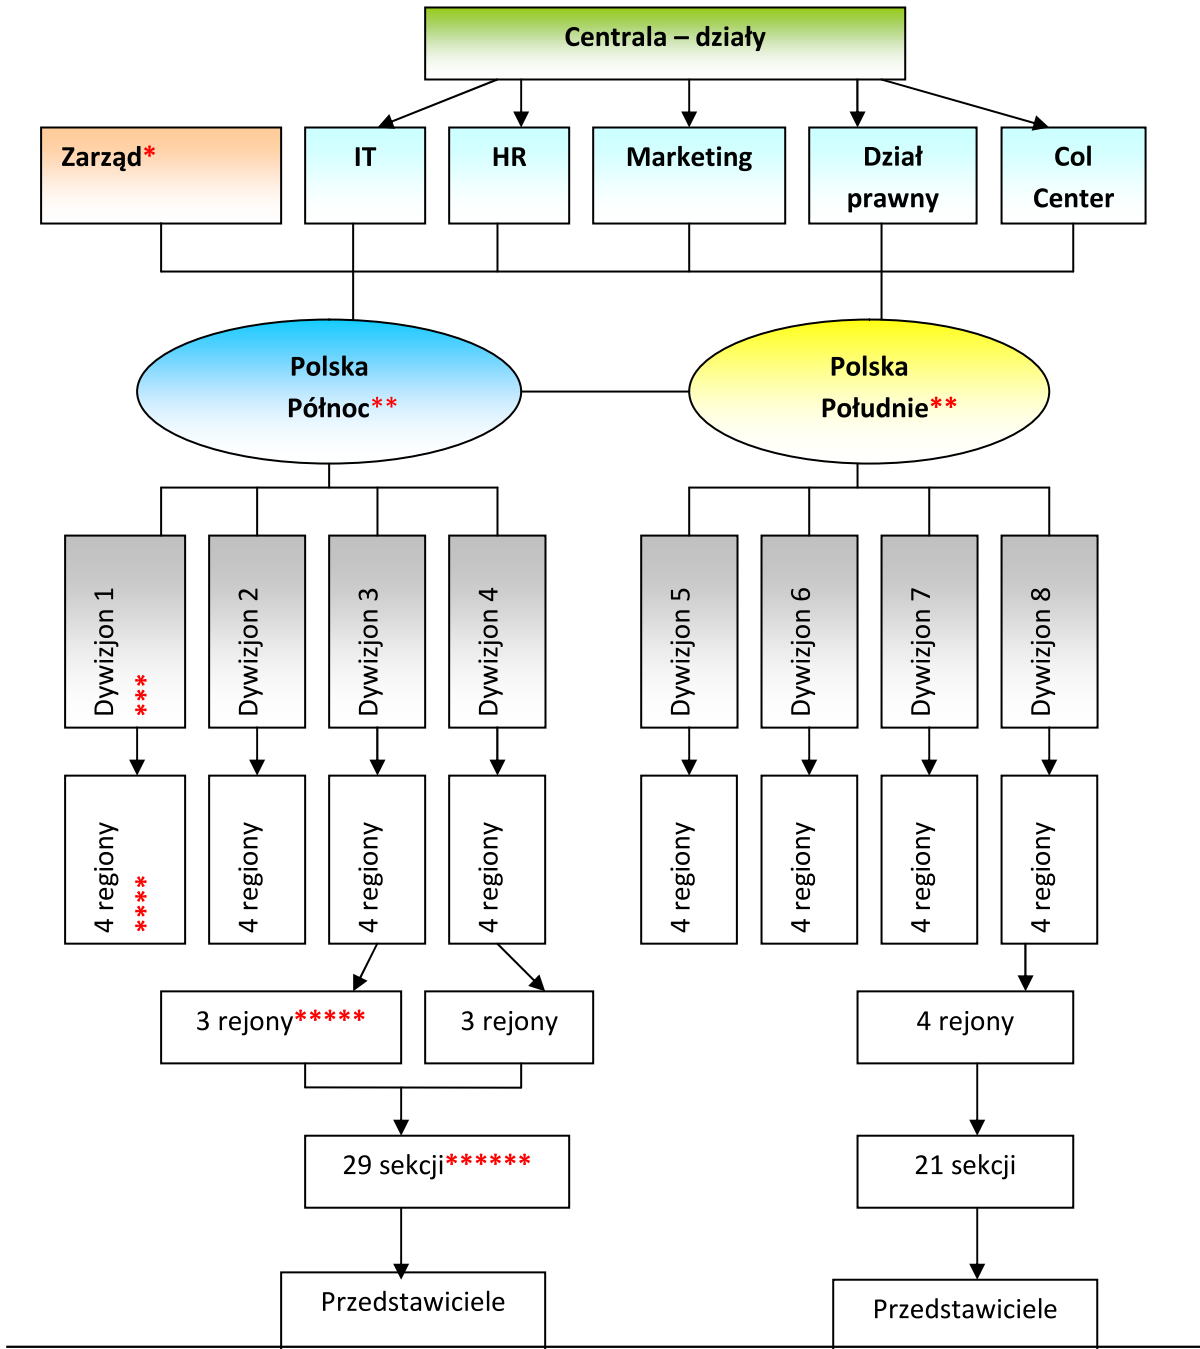 Centrala – działy
Zarząd*
IT
HR
Marketing
Dział
prawny
Col
Center
Polska
Północ**
Polska
Południe**
Dywizjon 1
***
Dywizjon 2
Dywizjon 3
Dywizjon 4
Dywizjon 5
Dywizjon 6
Dywizjon 7
Dywizjon 8
4 regiony
****
4 regiony
4 regiony
4 regiony
4 regiony
4 regiony
4 regiony
4 regiony
3 rejony*****
3 rejony
4 rejony
29 sekcji******
21 sekcji
Przedstawiciele
Przedstawiciele